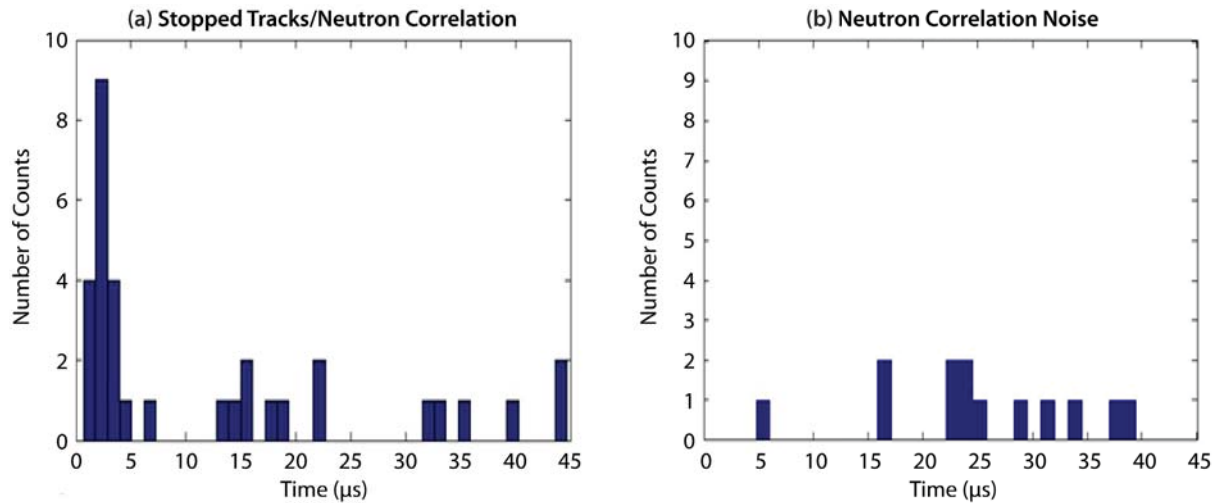 (a) Stopped Tracks/Neutron Correlation
10
8
6
4
2
0
Number of Counts
0 5 10 15 20 25 30 35 40 45
Time (µs)
(b) Neutron Correlation Noise
10
9
8
7
6
5
4
3
2
1
0
Number of Counts
0 5 10 15 20 25 30 35 40 45
Time (µs)